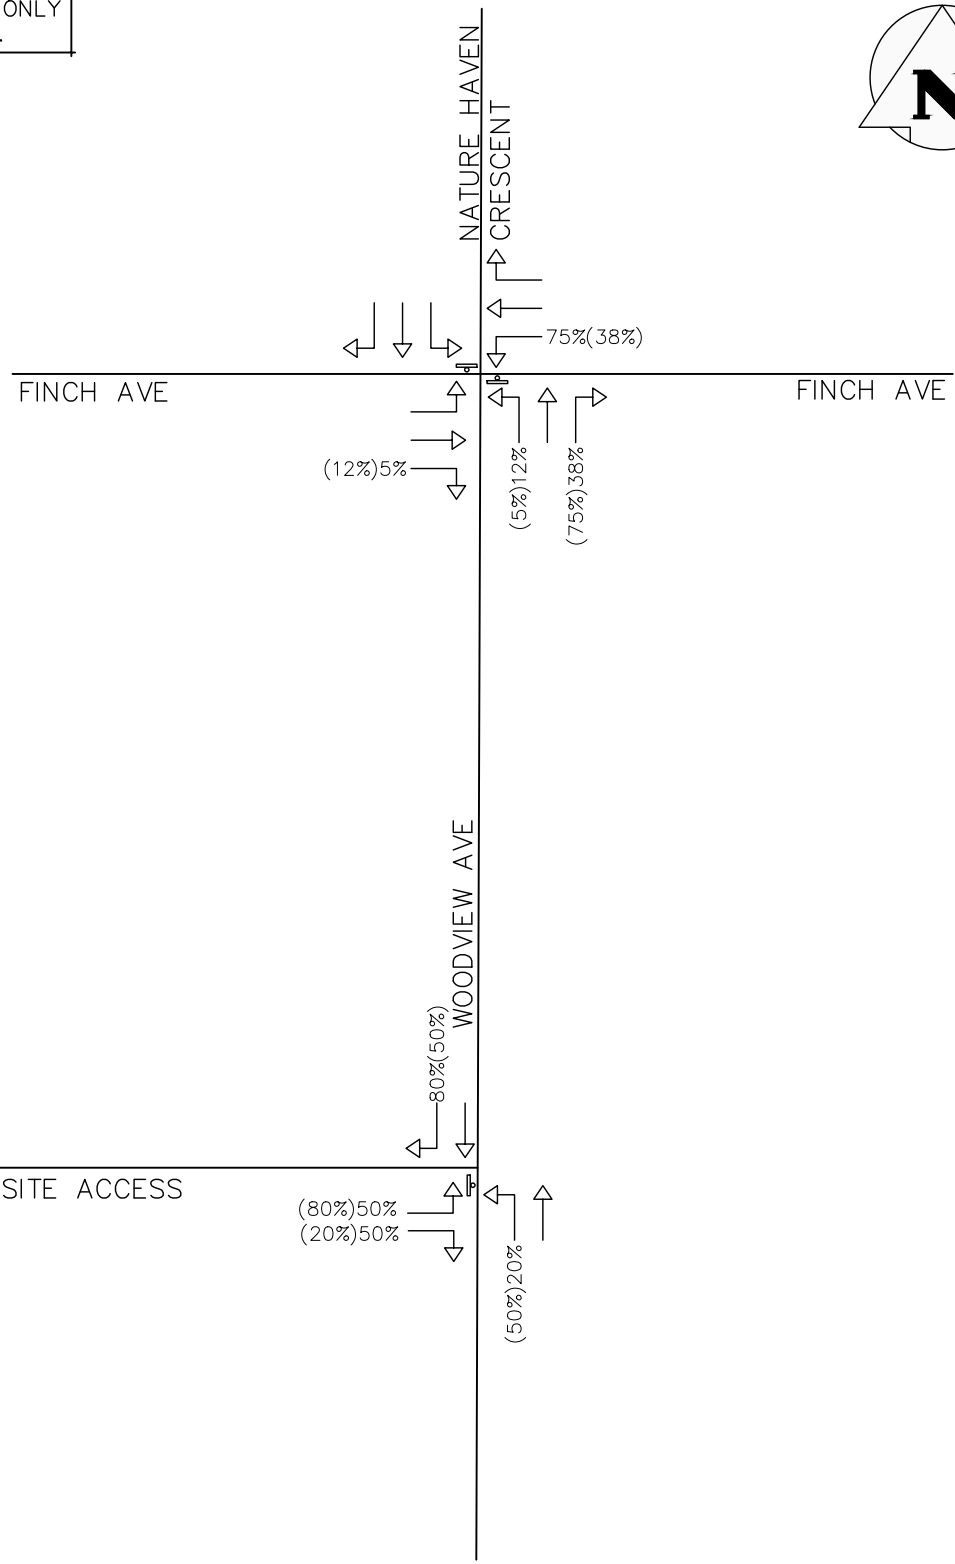 ONLY
NATURE HAVEN
CRESCENT
N
75%(38%)
FINCH AVE
FINCH AVE
(12%)5%
(5%)12%
(75%)38%
WOODVIEW AVE
80%(50%)
SITE ACCESS
(80%)50%
(20%)50%
(50%)20%